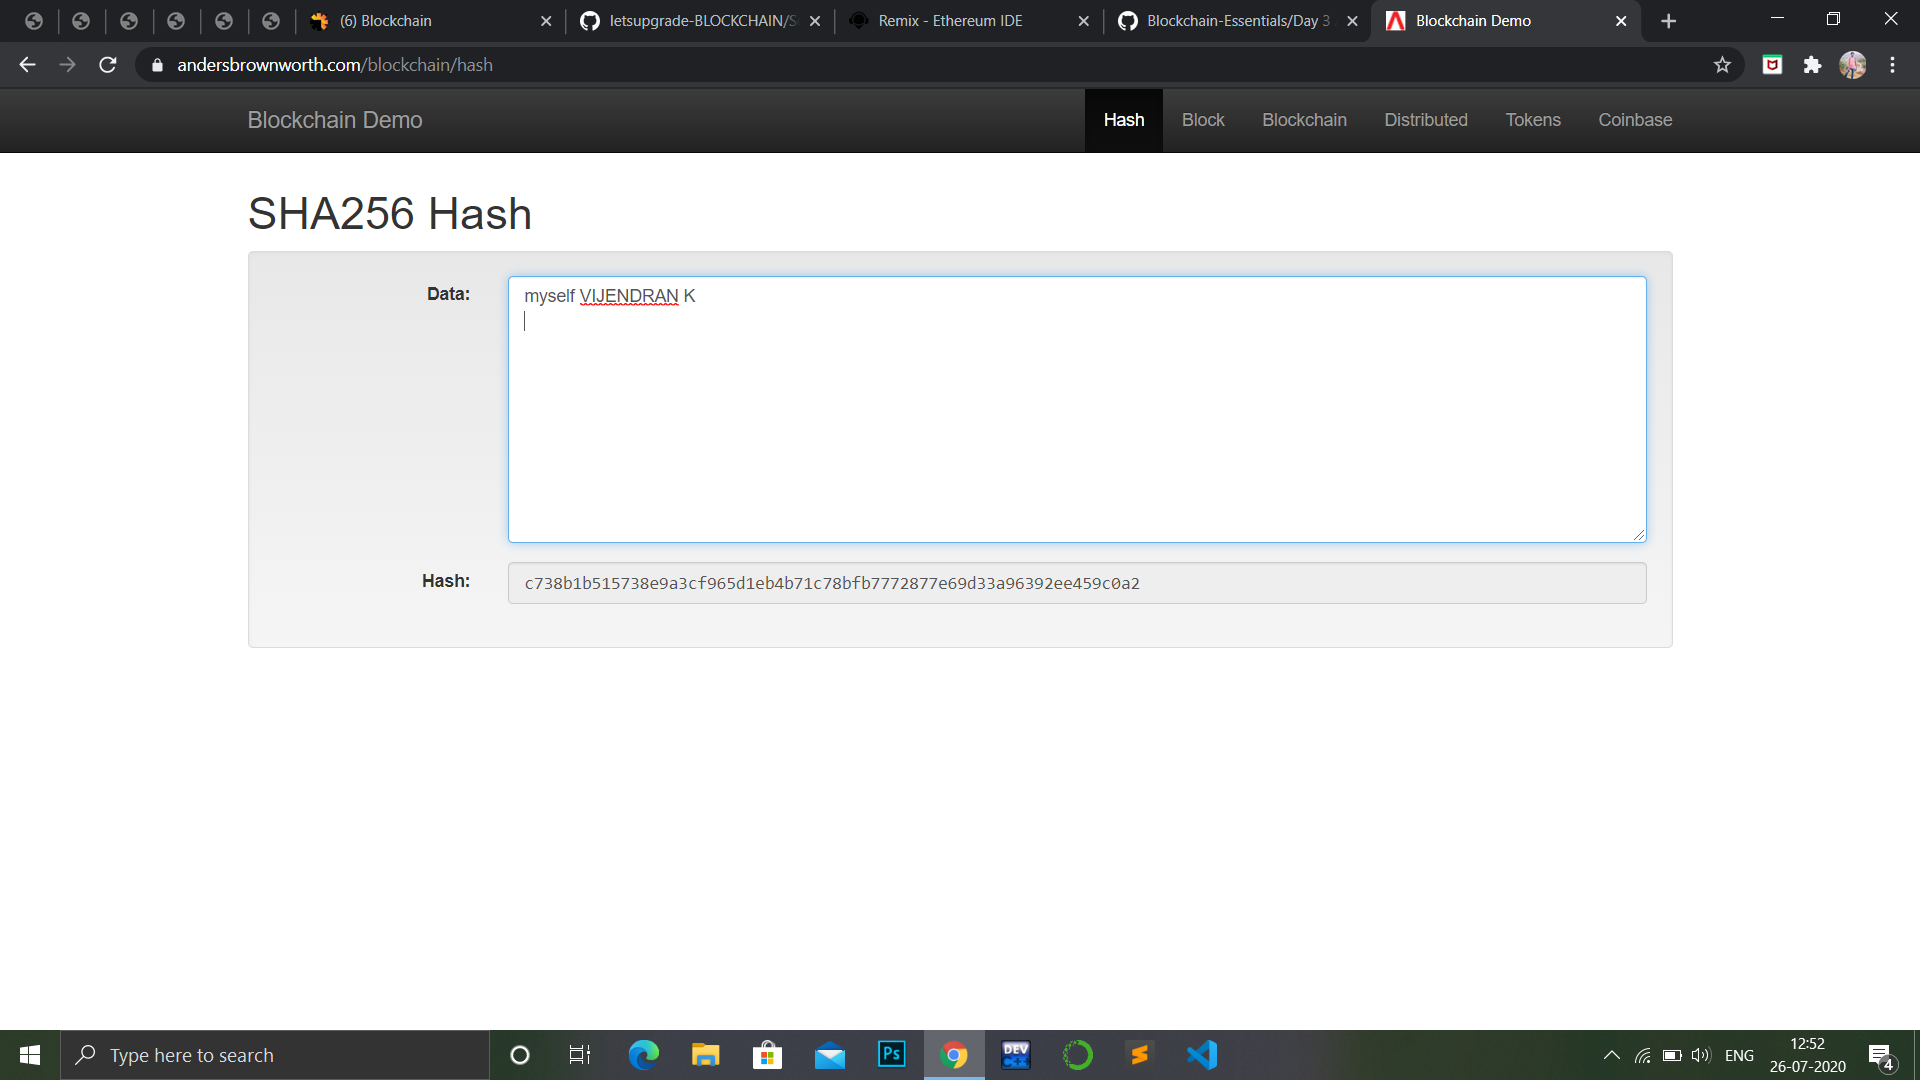 (6) Blockchain
letsupgrade-BLOCKCHAIN/S
Remix - Ethereum IDE
Blockchain-Essentials/Day 3
Blockchain Demo
andersbrownworth.com/blockchain/hash
Blockchain Demo
Hash
Block
Blockchain
Distributed
Tokens
Coinbase
SHA256 Hash
Data:
myself VIJENDRAN K
Hash:
c738b1b515738e9a3cf965d1eb4b71c78bfb7772877e69d33a96392ee459c0a2
Type here to search
Ps
DEV
C++
ENG
12:52
26-07-2020
4